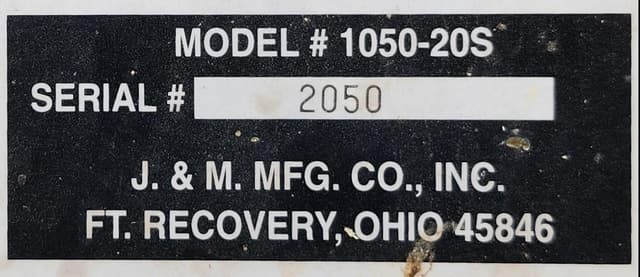 MODEL # 1050-20S
SERIAL # 2050
J. & M. MFG. CO., INC.
FT. RECOVERY, OHIO 45846